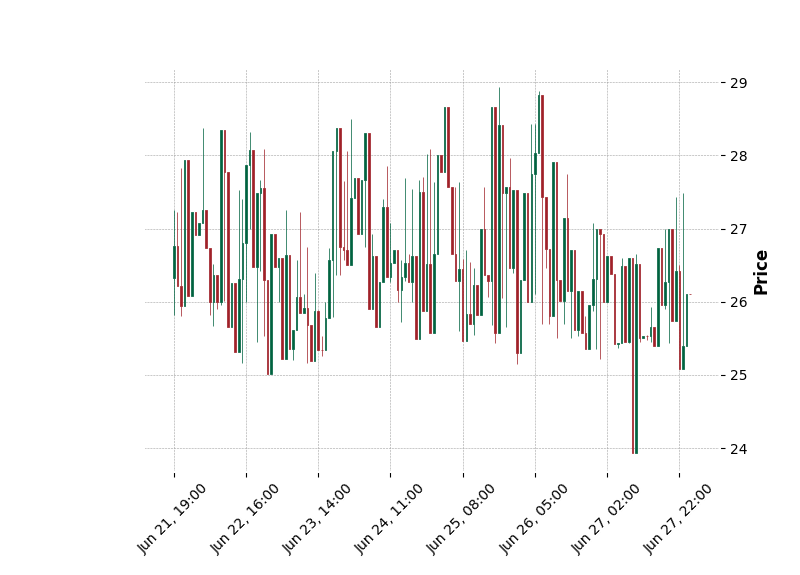 29
28
27
26
25
24
Price
Jun 21, 19:00
Jun 22, 16:00
Jun 23, 14:00
Jun 24, 11:00
Jun 25, 08:00
Jun 26, 05:00
Jun 27, 02:00
Jun 27, 22:00